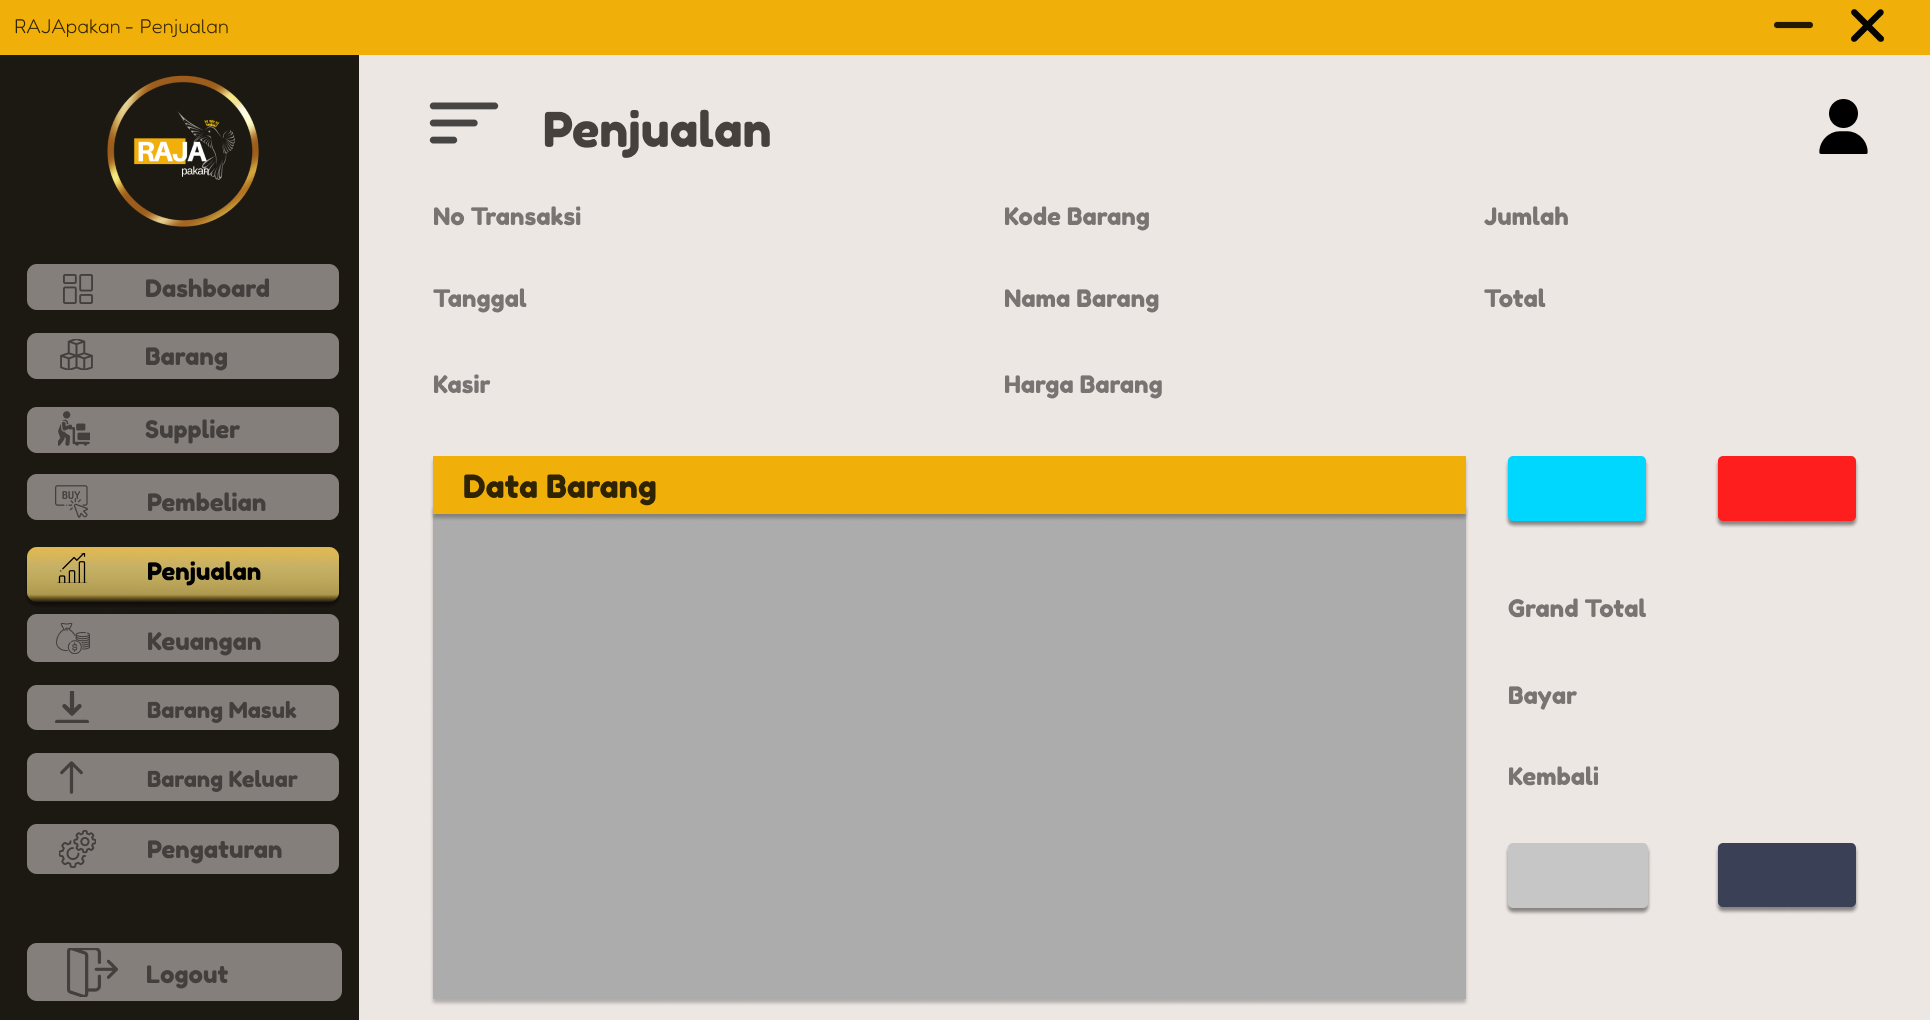 RAJApakan - Penjualan
RAJA
pakan
Penjualan
No Transaksi
Kode Barang
Jumlah
Tanggal
Nama Barang
Total
Kasir
Harga Barang
Dashboard
Barang
Supplier
BUY
Pembelian
Penjualan
Keuangan
Barang Masuk
Barang Keluar
Pengaturan
Logout
Data Barang
Grand Total
Bayar
Kembali